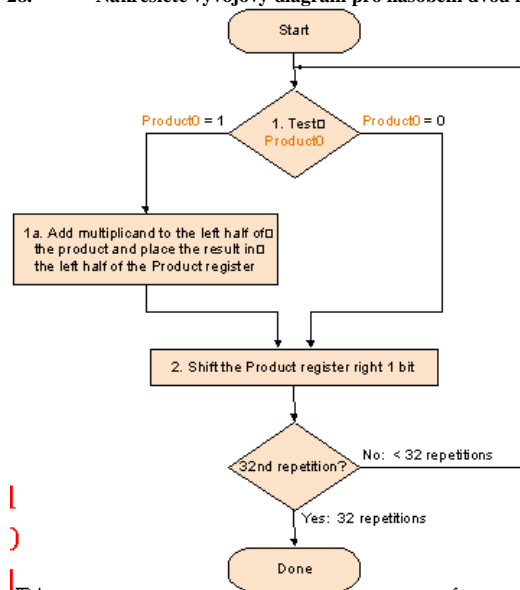 28. Nakreslete vývojový diagram pro násobení dvou
Start
Product0 = 1
1. Test
Product0
Product0 = 0
1a. Add multiplicand to the left half of
the product and place the result in
the left half of the Product register
2. Shift the Product register right 1 bit
32nd repetition?
No: < 32 repetitions
Yes: 32 repetitions
Done